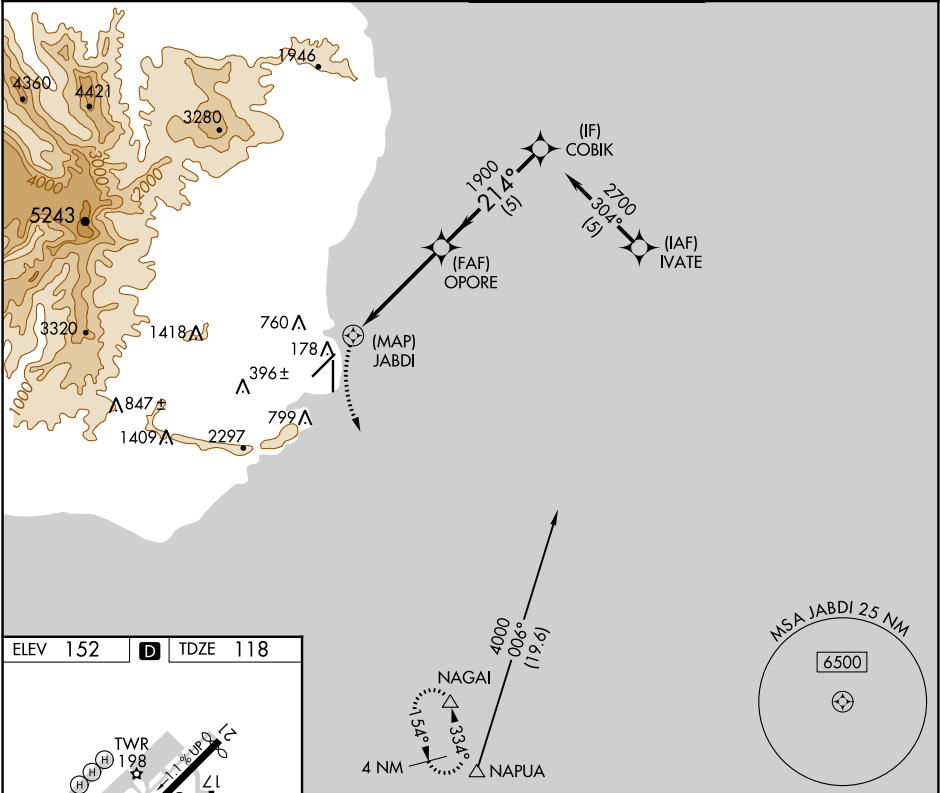 1946
4360
4421
3280
3000
2000
4000
5243
3320
1000
(IF)
COBIK
1900
214°
(5)
2700
304°
(5)
(IAF)
IVATE
(FAF)
OPORE
(MAP)
JABDI
1418
760
178
396±
847±
1409
2297
799
4000
006°
(19.6)
NAGAI
154°
334°
4 NM
NAPUA
MSA JABDI 25 NM
6500
ELEV 152
D
TDZE 118
TWR
198
H
H
H
1.1% UP
21
17